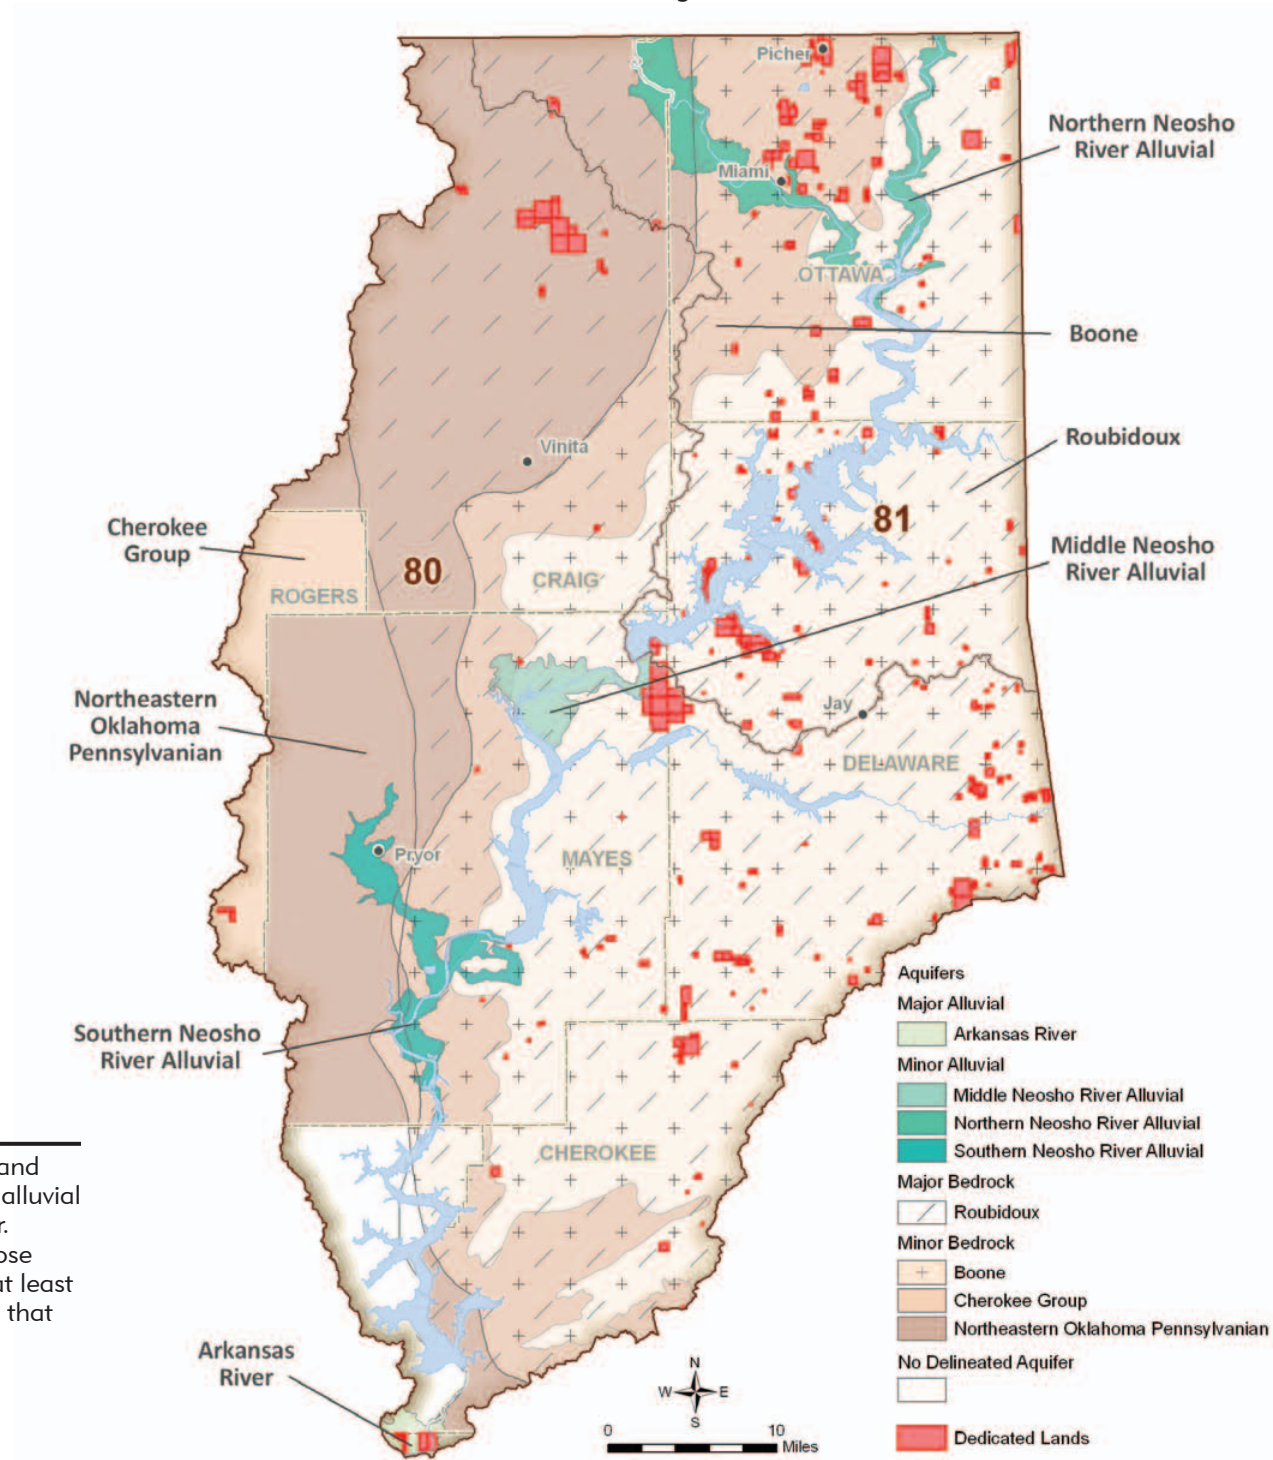 Picher
Northern Neosho
River Alluvial
Miami
OTTAWA
Boone
Roubidoux
Vinita
81
Cherokee
Group
80
CRAIG
Middle Neosho
River Alluvial
ROGERS
Northeastern
Oklahoma
Pennsylvanian
Jay
DELAWARE
Pryor
MAYES
Southern Neosho
River Alluvial
CHEROKEE
and
alluvial
r.
ose
at least
that
Arkansas
River
Aquifers
Major Alluvial
Arkansas River
Minor Alluvial
Middle Neosho River Alluvial
Northern Neosho River Alluvial
Southern Neosho River Alluvial
Major Bedrock
Roubidoux
Minor Bedrock
Boone
Cherokee Group
Northeastern Oklahoma Pennsylvanian
No Delineated Aquifer
Dedicated Lands
N
W E
S
0 10
Miles